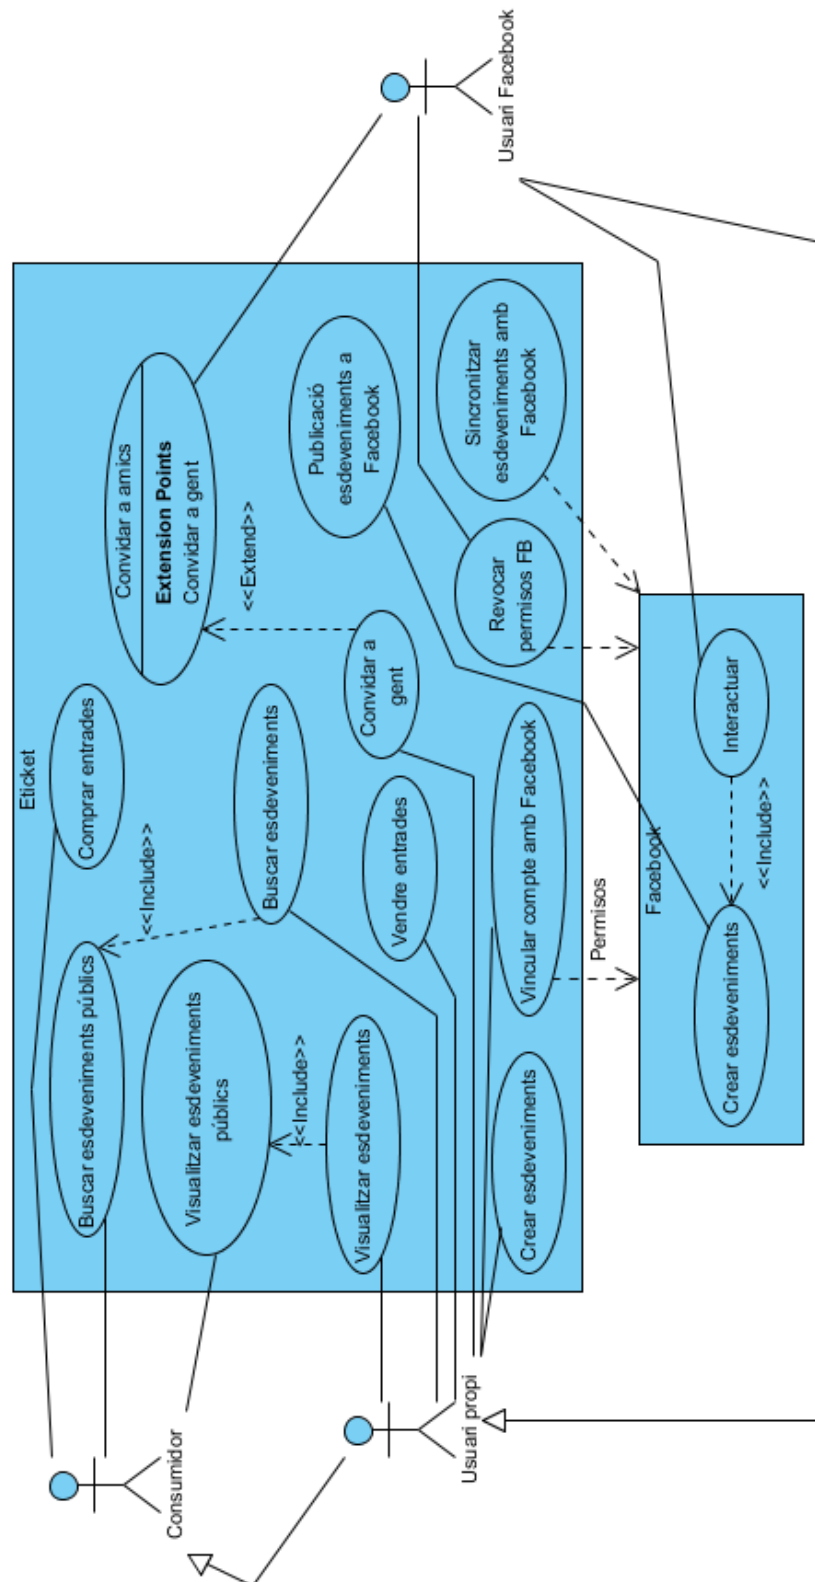 Eticket
Consumidor
Comprar entrades
Buscar esdeveniments públics
<<Include>>
Convidar a amics
Extension Points
Convidar a gent
Visualitzar esdeveniments
públics
Buscar esdeveniments
<<Extend>>
<<Include>>
Publicació
esdeveniments a
Facebook
Visualitzar esdeveniments
Vendre entrades
Convidar a
gent
Usuari propi
Usuari Facebook
Crear esdeveniments
Vincular compte amb Facebook
Revocar
permisos FB
Sincronitzar
esdeveniments amb
Facebook
Permisos
Facebook
Crear esdeveniments
<<Include>>
Interactuar